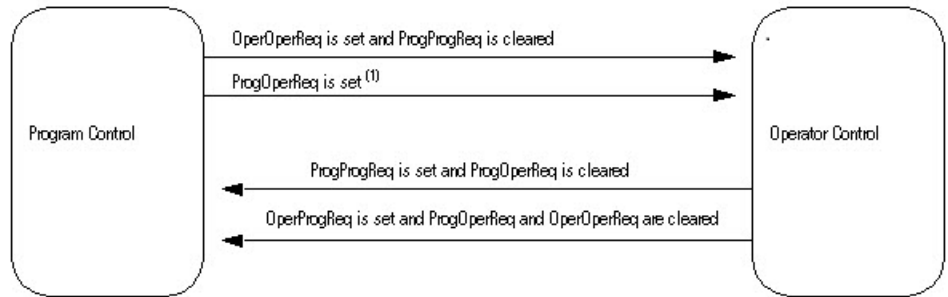 OperOperReq is set and ProgProgReq is cleared
ProgOperReq is set (1)
Program Control
Operator Control
ProgProgReq is set and ProgOperReq is cleared
OperProgReq is set and ProgOperReq and OperOperReq are cleared